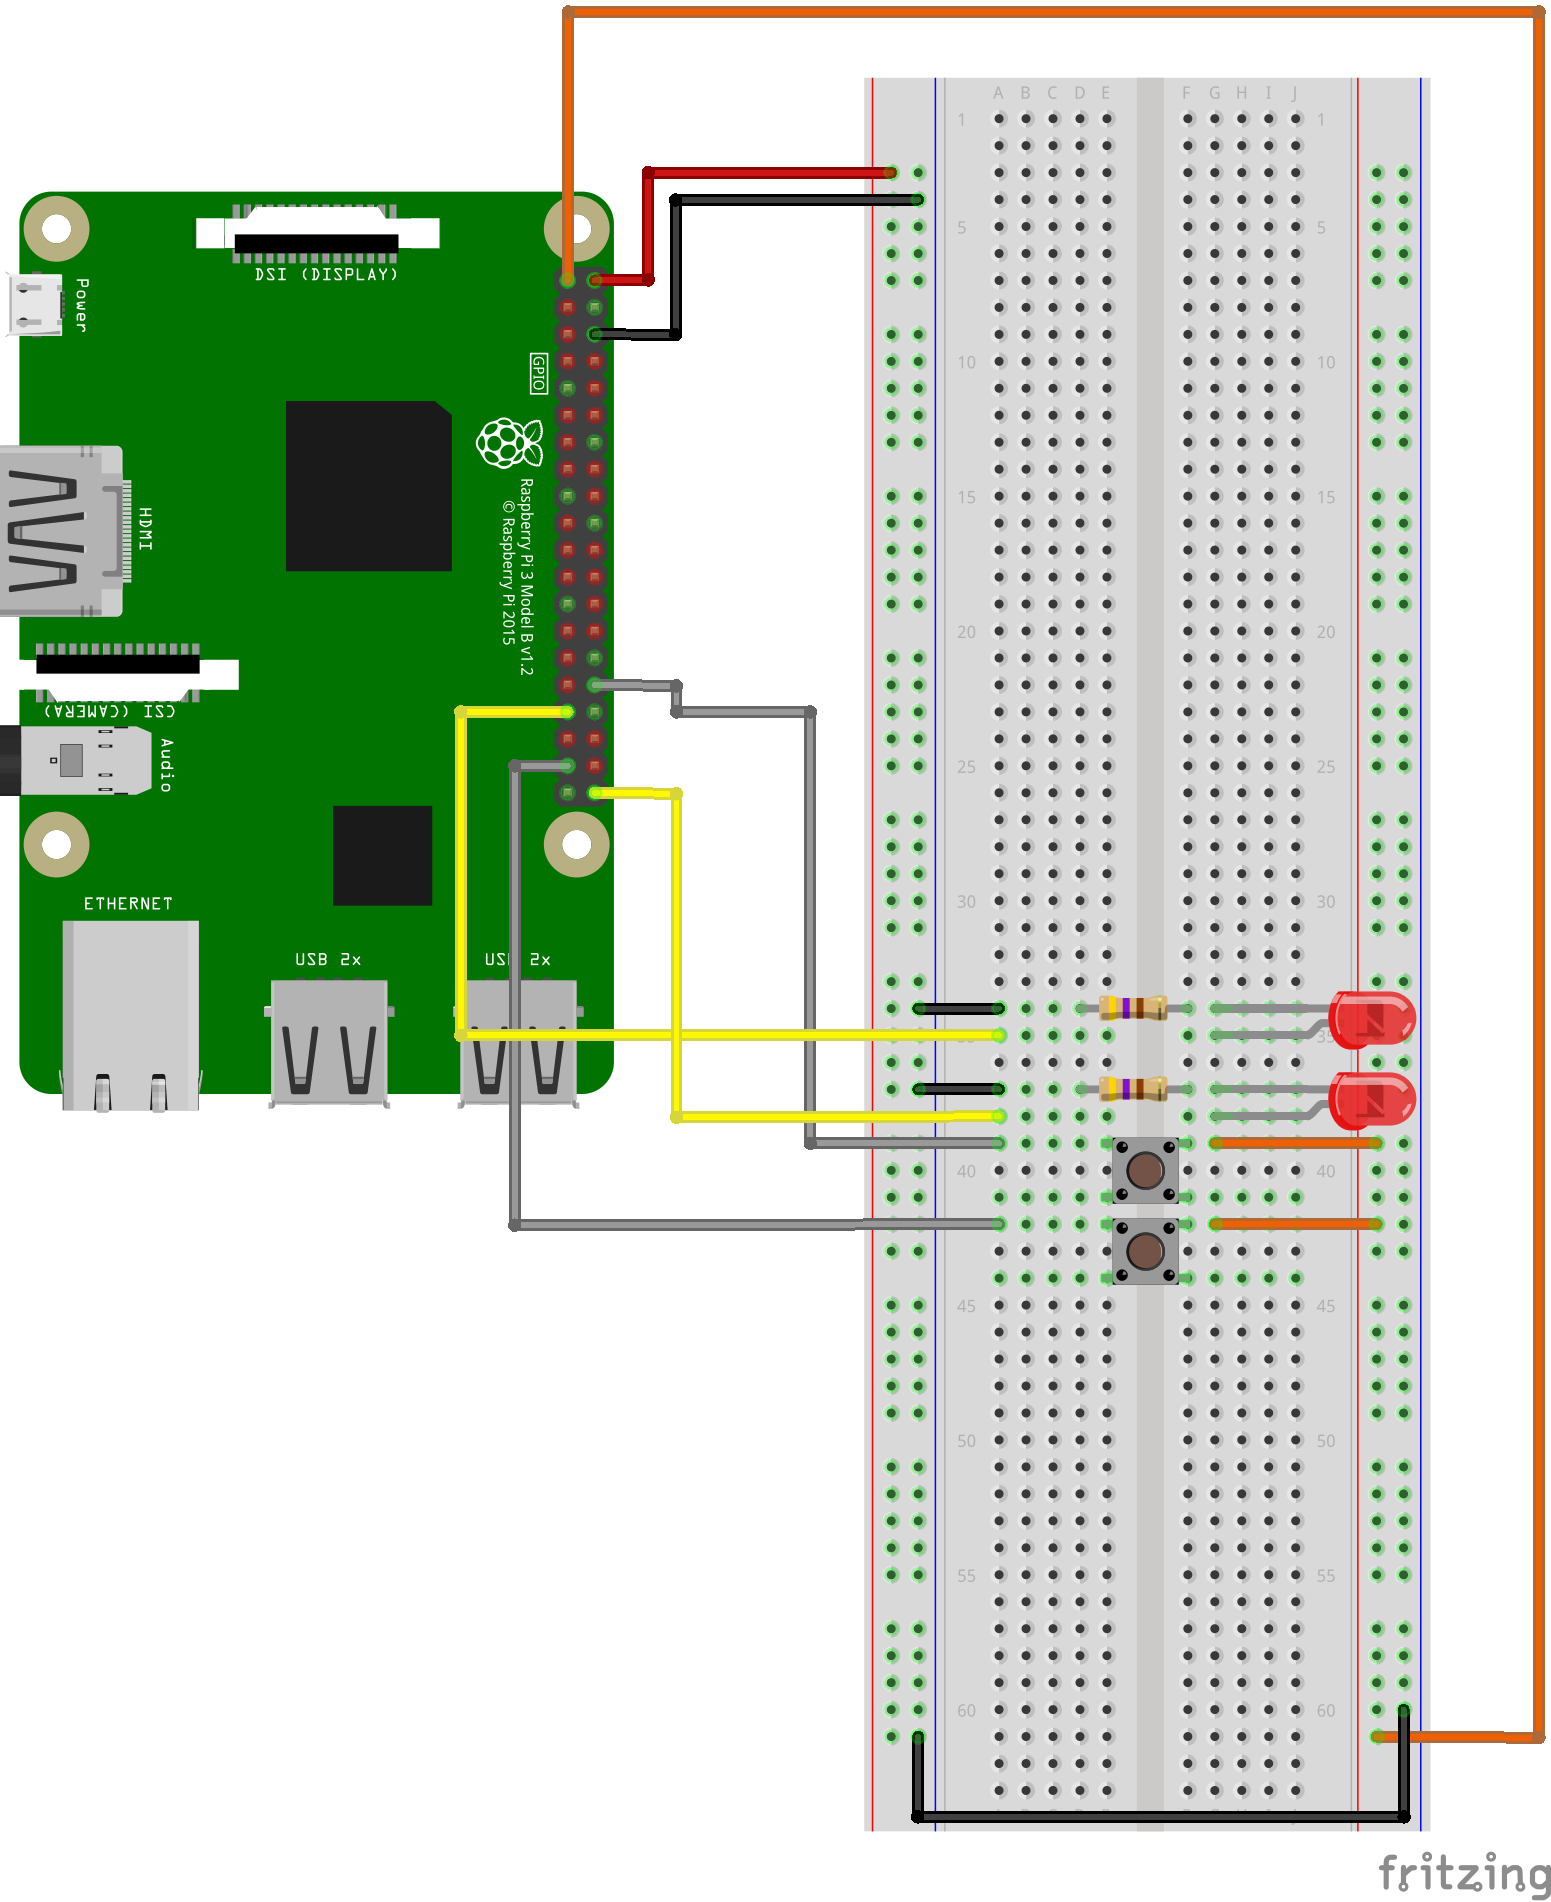 A B C D E F G H I J
1 1
5 5
10 10
15 15
20 20
25 25
30 30
35
40 40
45 45
50 50
55 55
60 60
DSI (DISPLAY)
Power
GPIO
HDMI
Raspberry Pi 3 Model B v1.2
© Raspberry Pi 2015
CSI (CAMERA)
Audio
ETHERNET
USB 2x
USB 2x
fritzing